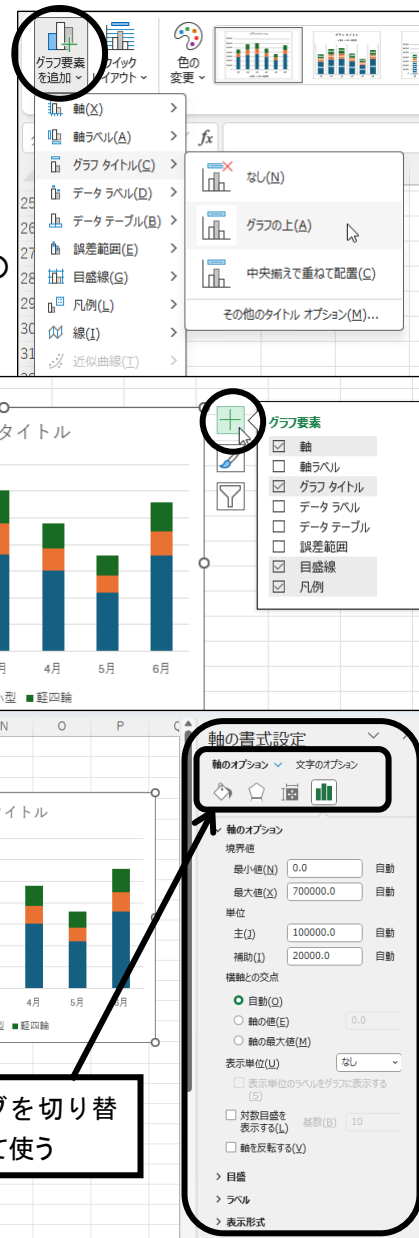 グラフ要素
を追加
クイック
レイアウト
色の
変更
軸(X)
軸ラベル(A)
グラフ タイトル(C)
データ ラベル(D)
データ テーブル(B)
誤差範囲(E)
目盛線(G)
凡例(L)
線(I)
近似曲線(T)
fx
なし(N)
グラフの上(A)
中央揃えで重ねて配置(C)
その他のタイトル オプション(M)...
25
26
27
28
29
30
31
タイトル
月
4月
5月
6月
小型
軽四輪
グラフ要素
軸
軸ラベル
グラフ タイトル
データ ラベル
データ テーブル
誤差範囲
目盛線
凡例
N
O
P
タイトル
4月
5月
6月
軽四輪
ブを切り替
て使う
軸の書式設定
軸のオプション
文字のオプション
軸のオプション
境界値
最小値(N)
0.0
自動
最大値(X)
700000.0
自動
単位
主(J)
100000.0
自動
補助(I)
20000.0
自動
横軸との交点
自動(O)
軸の値(E)
0.0
軸の最大値(M)
表示単位(U)
なし
表示単位のラベルをグラフに表示する
(S)
対数目盛を
表示する(L)
基数(B)
10
軸を反転する(V)
目盛
ラベル
表示形式